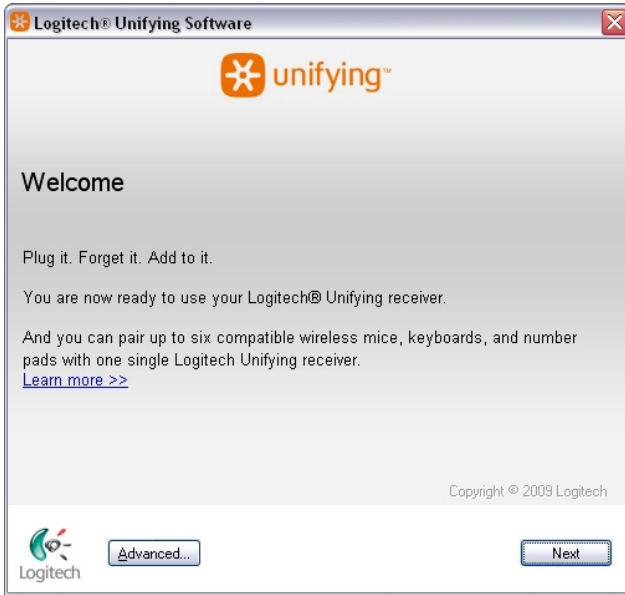 Logitech® Unifying Software
unifying™
Welcome
Plug it. Forget it. Add to it.
You are now ready to use your Logitech® Unifying receiver.
And you can pair up to six compatible wireless mice, keyboards, and number
pads with one single Logitech Unifying receiver.
Learn more >>
Copyright © 2009 Logitech
Logitech
Advanced...
Next